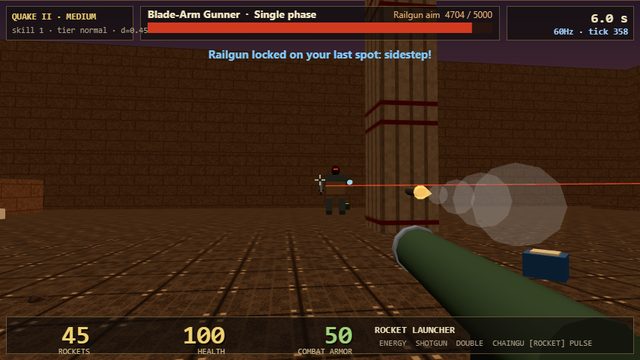 QUAKE II - MEDIUM
skill 1 · tier normal · d=0.45
Blade-Arm Gunner · Single phase
Railgun aim 4704 / 5000
6.0 s
60Hz · tick 358
Railgun locked on your last spot: sidestep!
45
ROCKETS
100
HEALTH
50
COMBAT ARMOR
ROCKET LAUNCHER
ENERGY SHOTGUN DOUBLE CHAINGU [ROCKET] PULSE